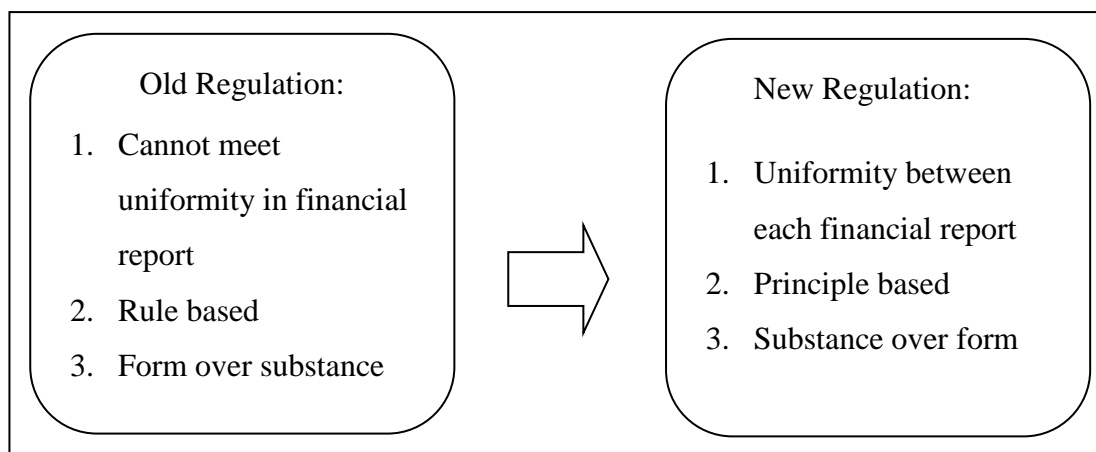 Old Regulation:
1. Cannot meet
uniformity in financial
report
2. Rule based
3. Form over substance
New Regulation:
1. Uniformity between
each financial report
2. Principle based
3. Substance over form